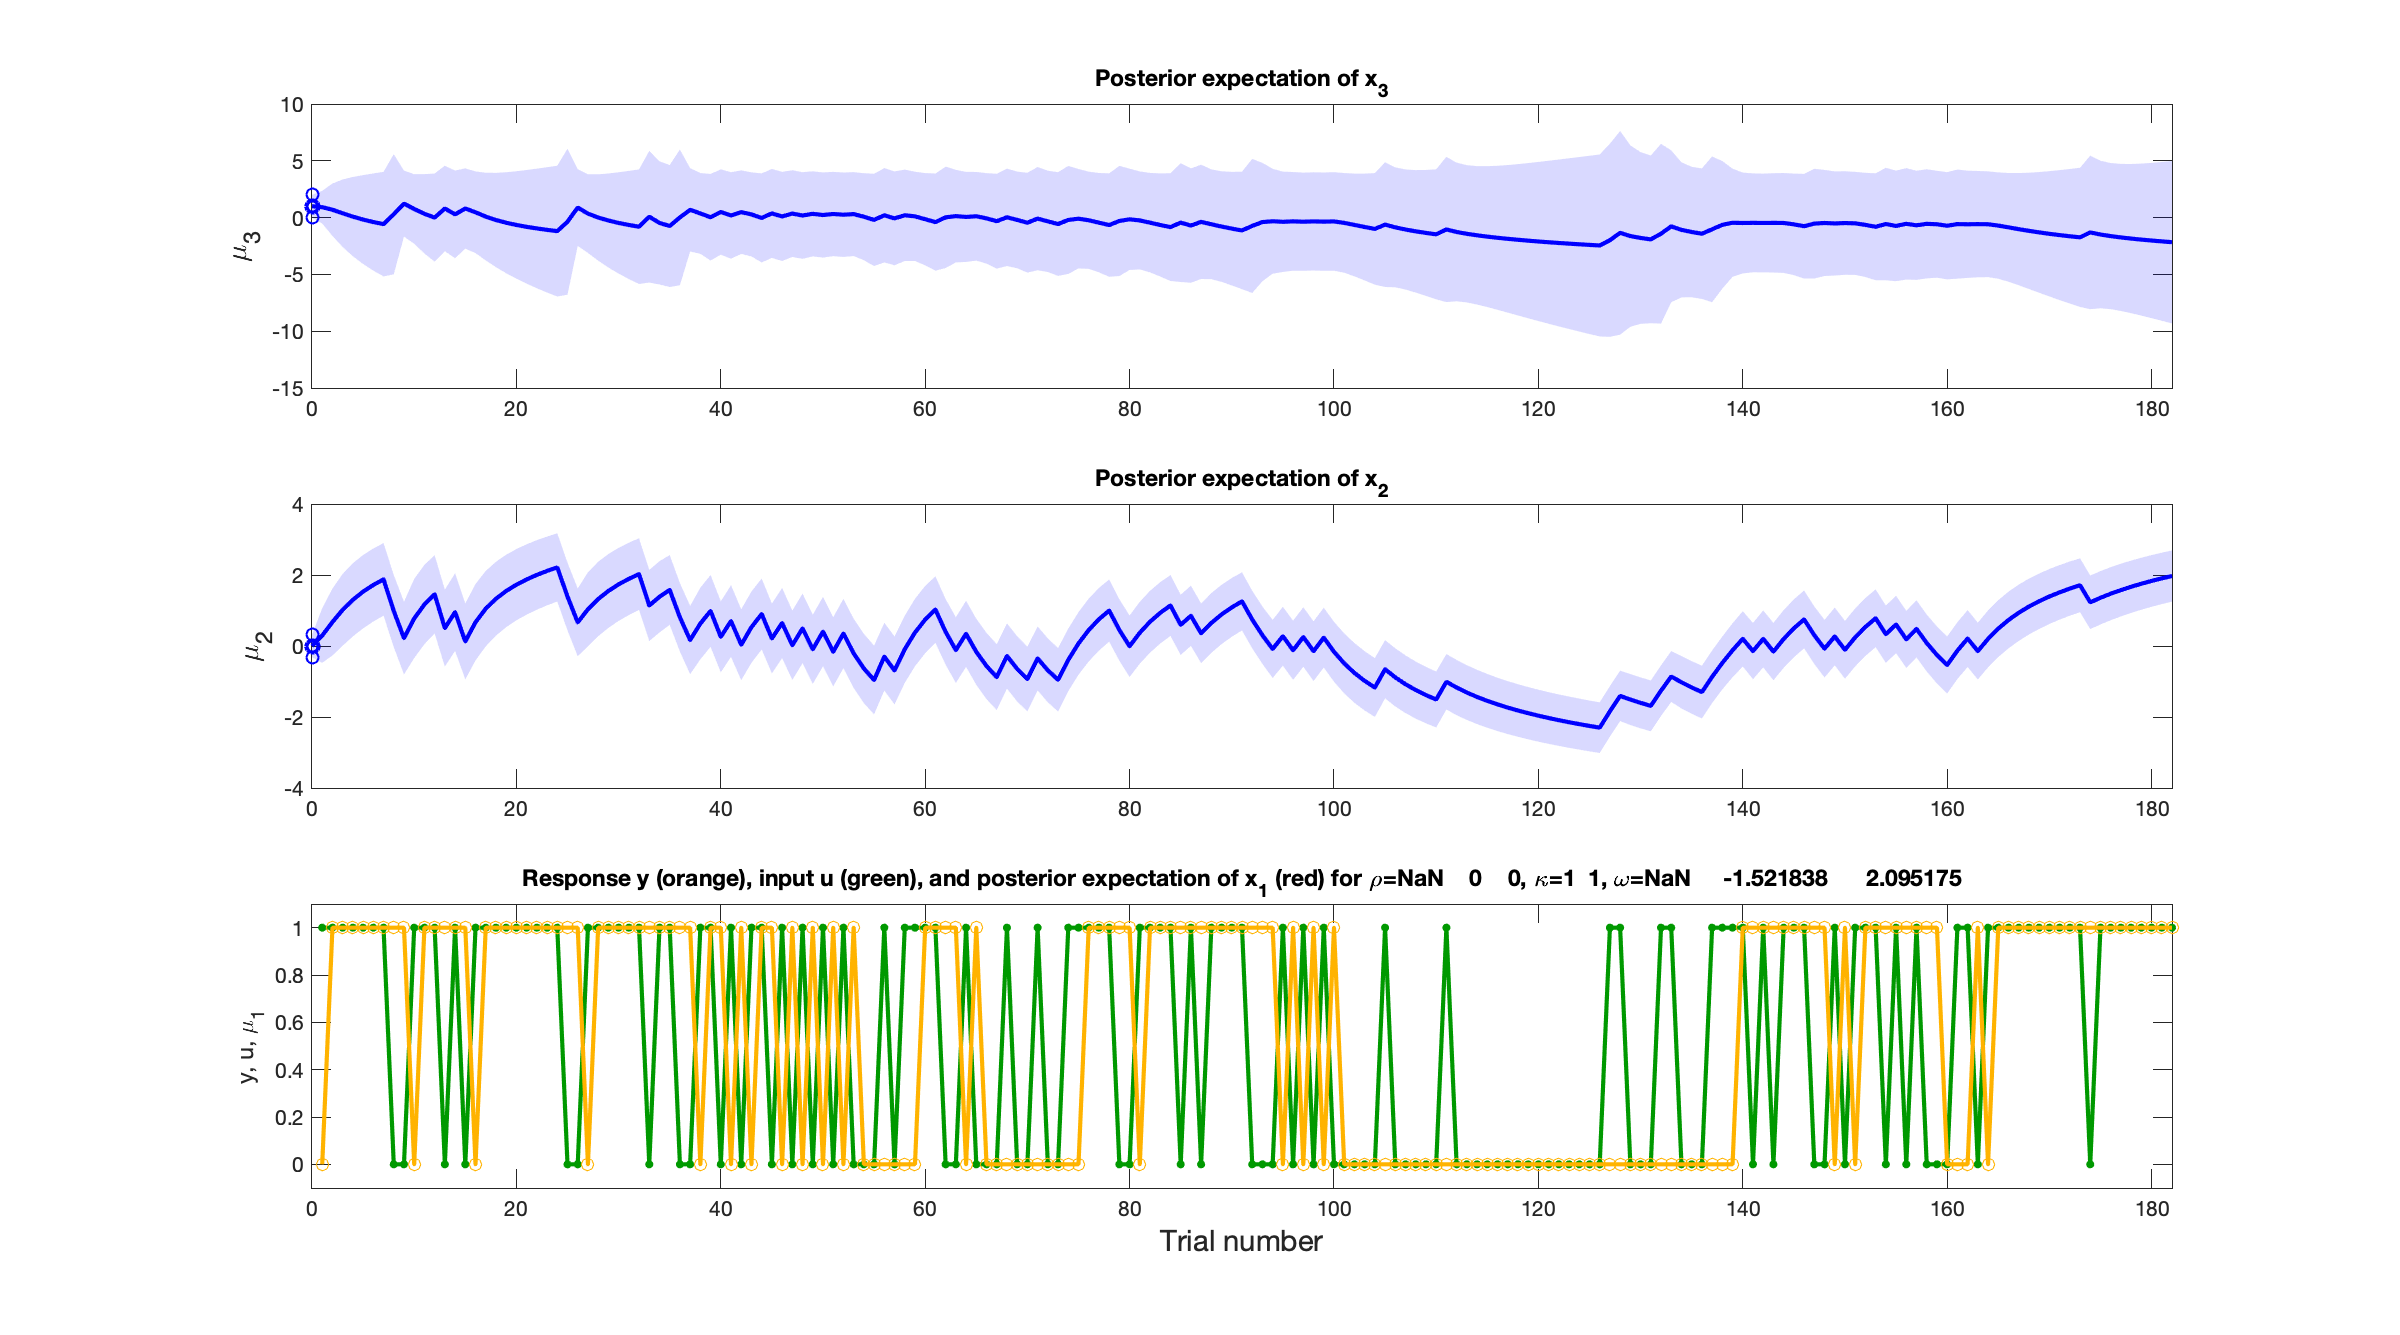 Posterior expectation of x3
10
5
0
-5
-10
-15
μ3
0 20 40 60 80 100 120 140 160 180
Posterior expectation of x2
4
2
0
-2
-4
μ2
0 20 40 60 80 100 120 140 160 180
Response y (orange), input u (green), and posterior expectation of x1 (red) for ρ=NaN 0 0, κ=1 1, ω=NaN -1.521838 2.095175
1
0.8
0.6
0.4
0.2
0
y, u, μ1
0 20 40 60 80 100 120 140 160 180
Trial number